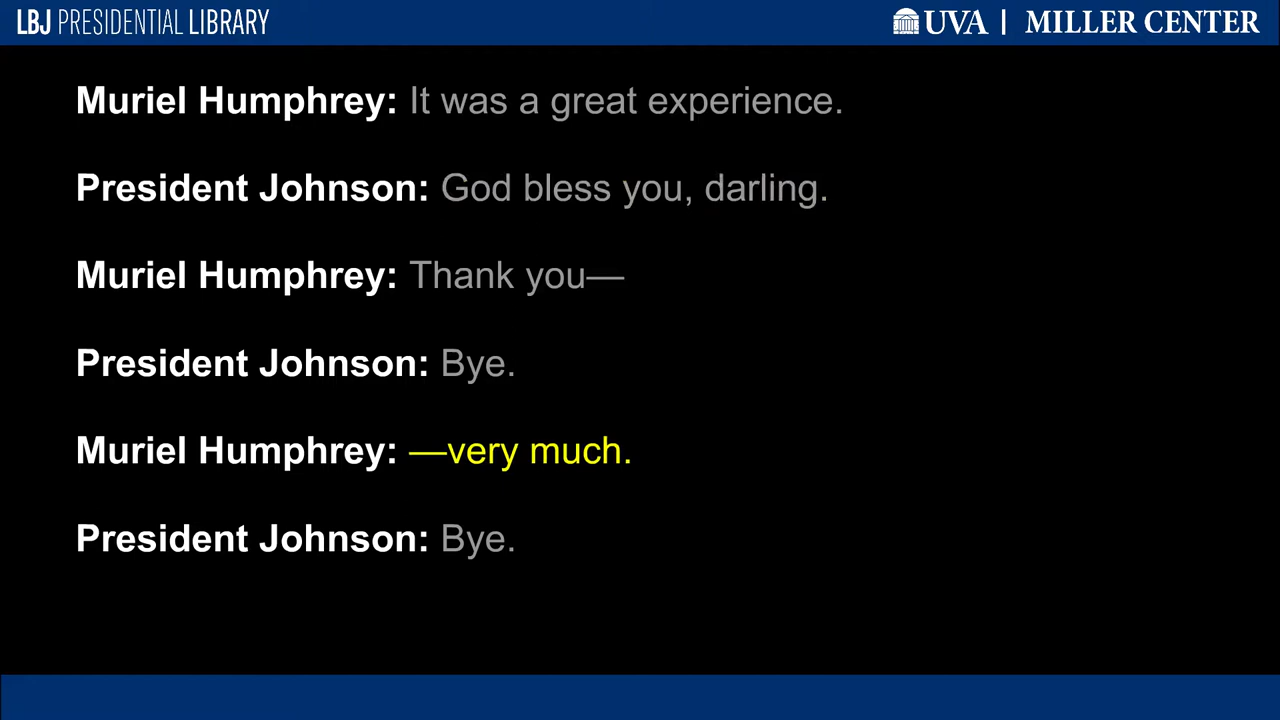 LBJ PRESIDENTIAL LIBRARY
UVA | MILLER CENTER
Muriel Humphrey: It was a great experience.
President Johnson: God bless you, darling.
Muriel Humphrey: Thank you—
President Johnson: Bye.
Muriel Humphrey: —very much.
President Johnson: Bye.